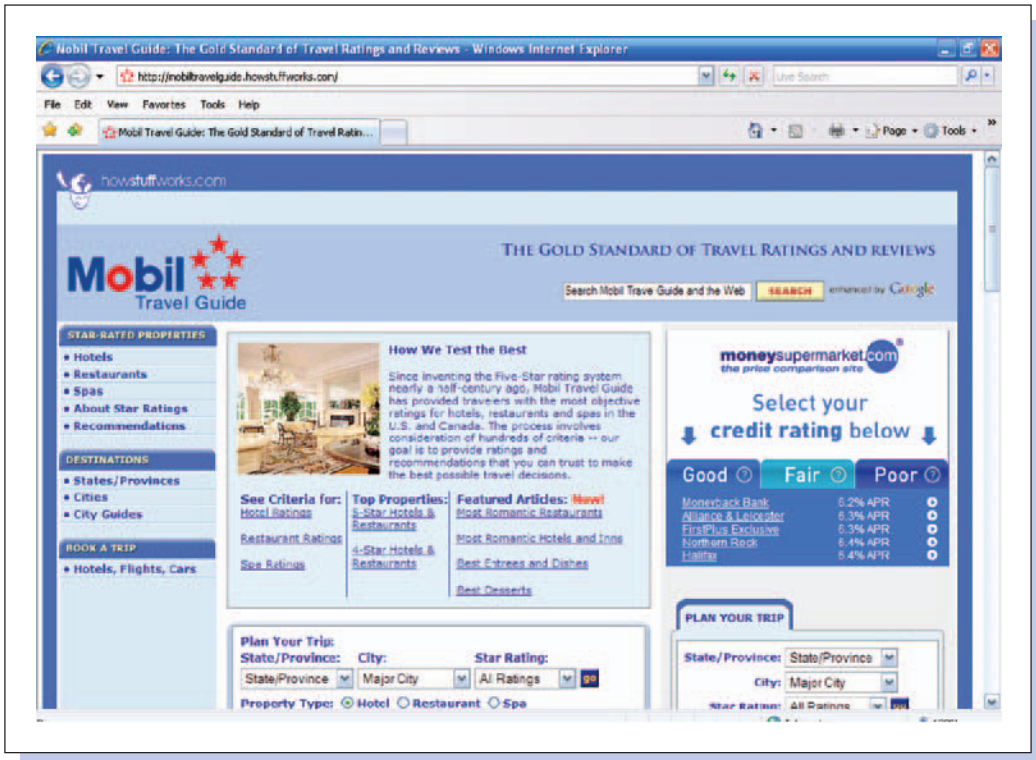 Mobil Travel Guide: The Gold Standard of Travel Ratings and Reviews - Windows Internet Explorer
http://mobiltravelguide.howstuffworks.com/
Live Search
File Edit View Favorites Tools Help
Mobil Travel Guide: The Gold Standard of Travel Ratin...
Page Tools
howstuffworks.com
Mobil
Travel Guide
THE GOLD STANDARD OF TRAVEL RATINGS AND REVIEWS
Search Mobil Trave Guide and the Web SEARCH enhanced by Google
STAR-RATED PROPERTIES
Hotels
Restaurants
Spas
About Star Ratings
Recommendations
DESTINATIONS
States/Provinces
Cities
City Guides
BOOK A TRIP
Hotels, Flights, Cars
How We Test the Best
Since inventing the Five-Star rating system
nearly a half-century ago, Mobil Travel Guide
has provided travelers with the most objective
ratings for hotels, restaurants and spas in the
U.S. and Canada. The process involves
consideration of hundreds of criteria -- our
goal is to provide ratings and
recommendations that you can trust to make
the best possible travel decisions.
See Criteria for:
Hotel Ratings
Restaurant Ratings
Spa Ratings
Top Properties:
5-Star Hotels &
Restaurants
4-Star Hotels &
Restaurants
Featured Articles: New!
Most Romantic Restaurants
Most Romantic Hotels and Inns
Best Entrees and Dishes
Best Desserts
Plan Your Trip:
State/Province: City: Star Rating:
State/Province Major City All Ratings go
Property Type: Hotel Restaurant Spa
moneysupermarket.com
the price comparison site
Select your
credit rating below
Good ? Fair ? Poor ?
Moneyback Bank 6.2% APR
Alliance & Leicester 6.3% APR
FirstPlus Exclusive 6.3% APR
Northern Rock 6.4% APR
Halifax 6.4% APR
PLAN YOUR TRIP
State/Province: State/Province
City: Major City
Star Rating: All Ratings go